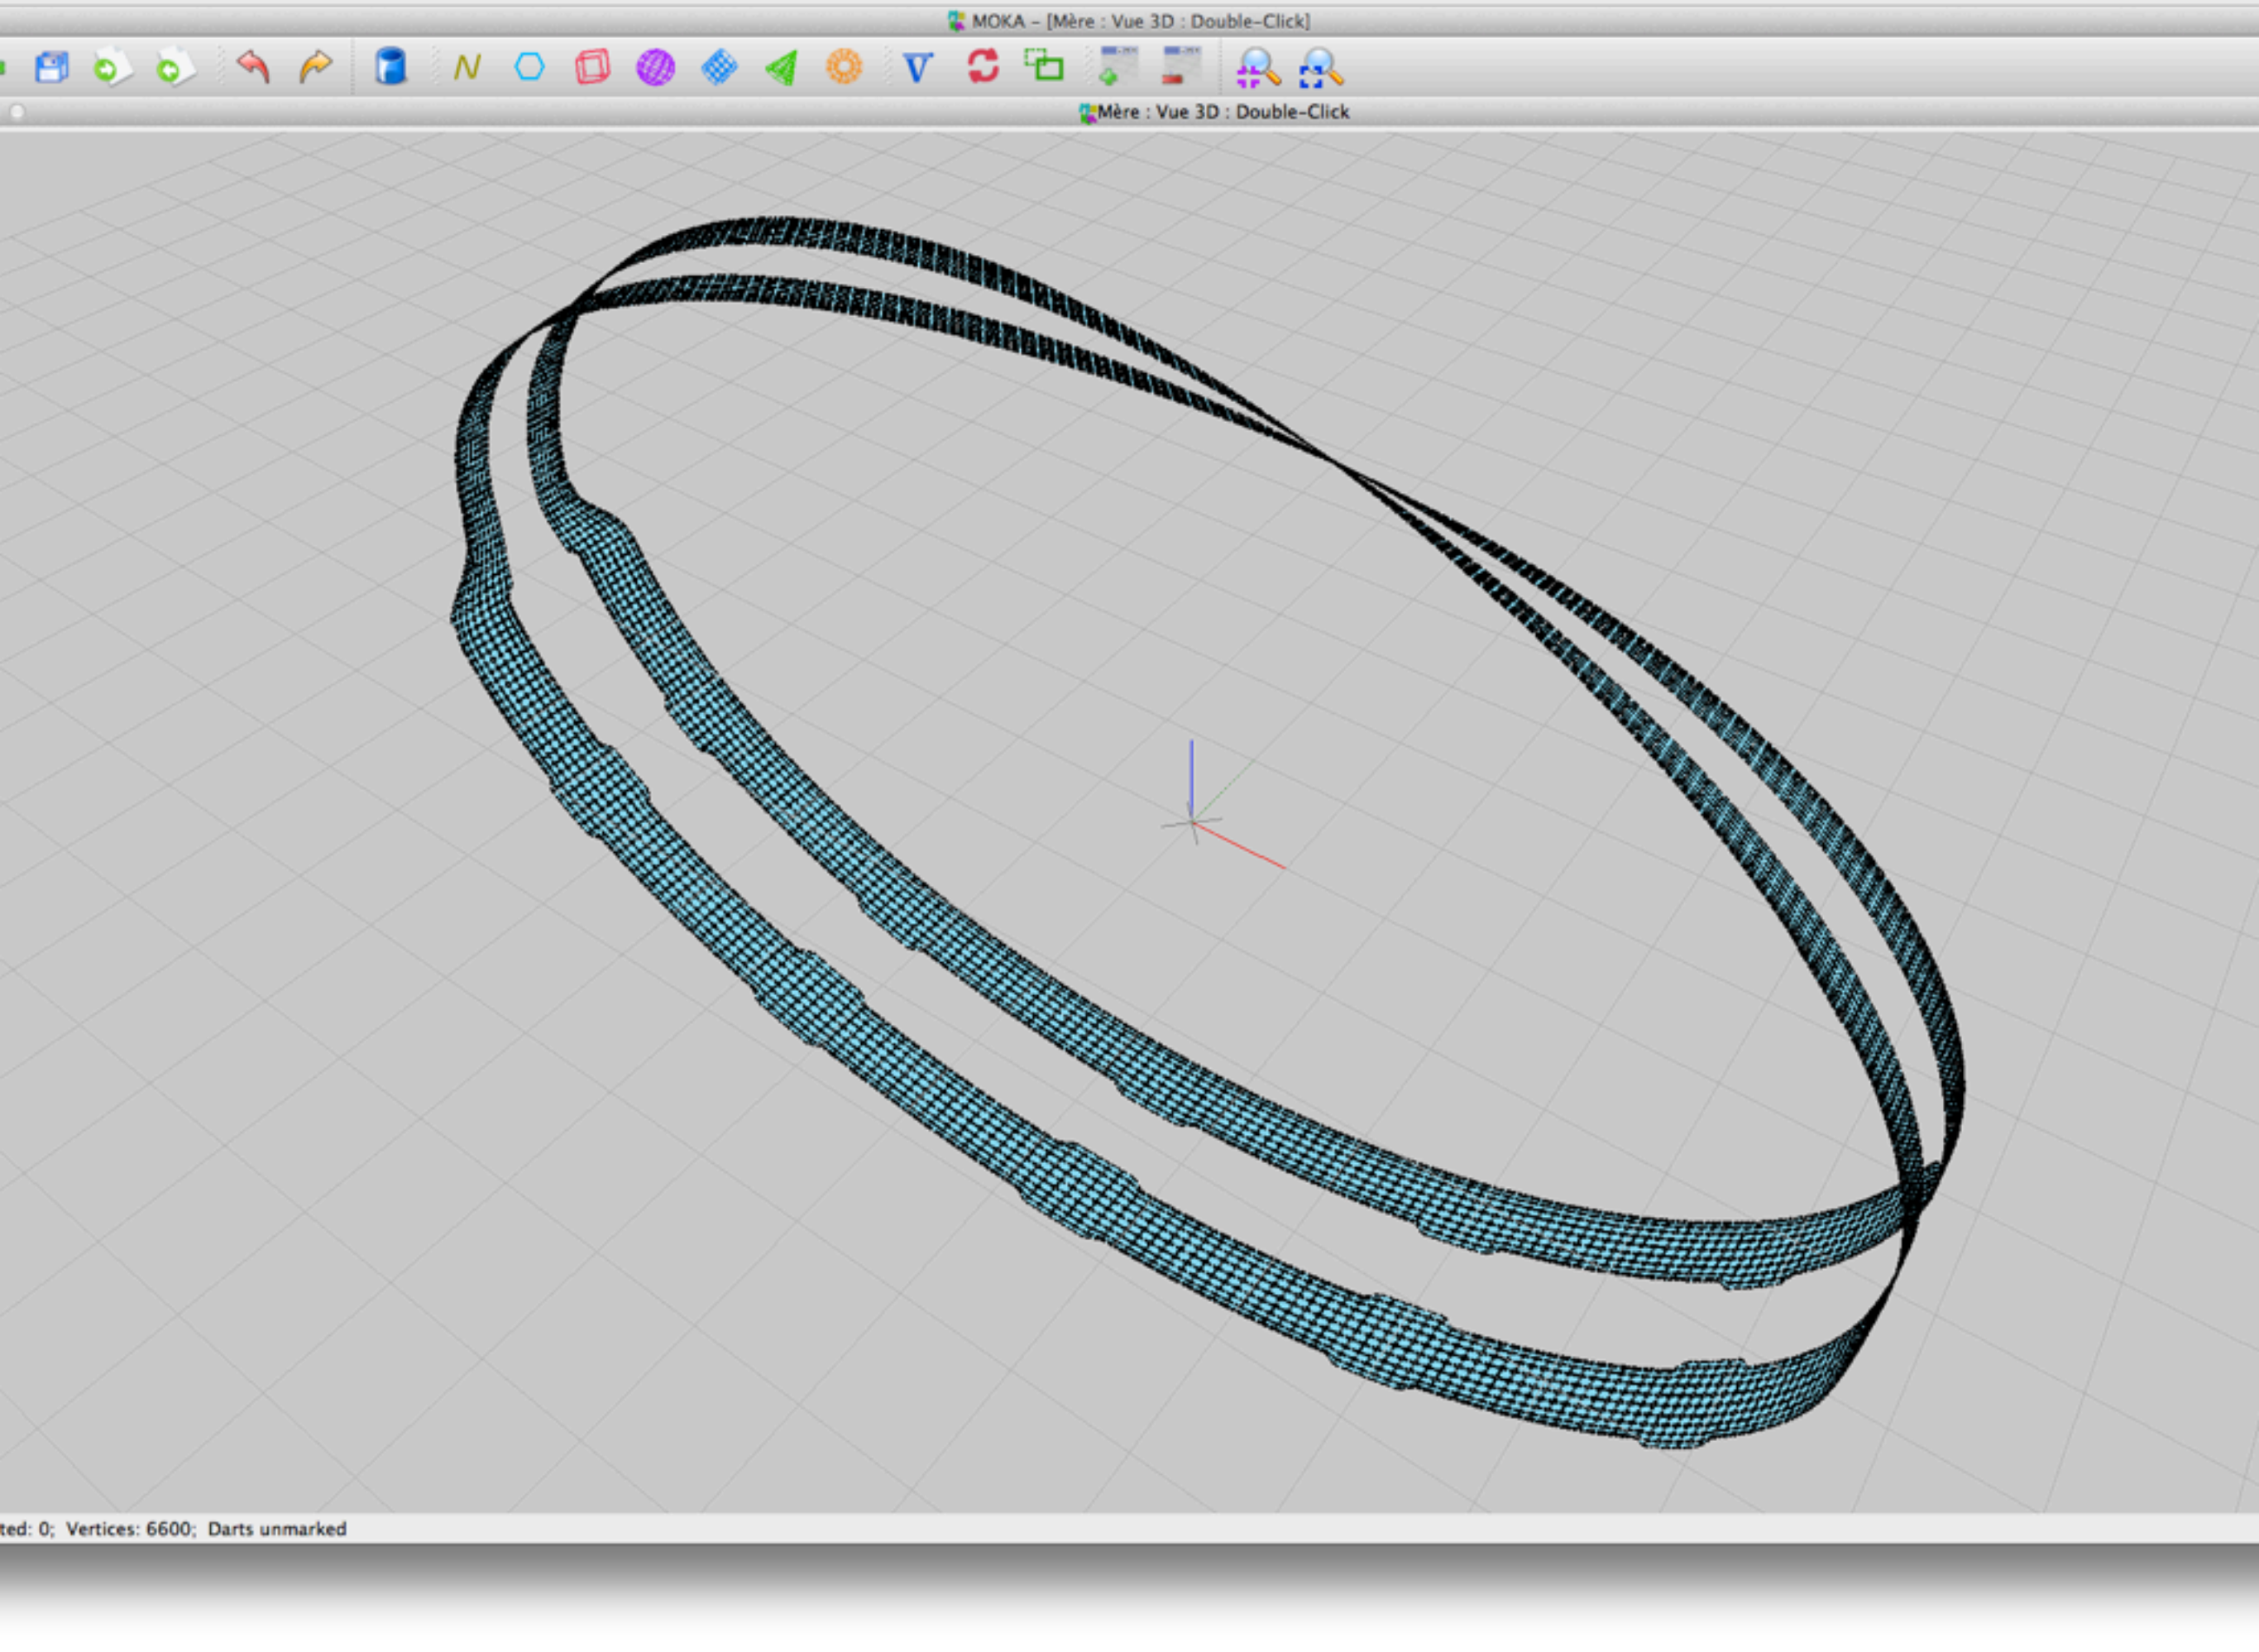 MOKA – [Mère : Vue 3D : Double-Click]
V
Mère : Vue 3D : Double-Click
ted: 0; Vertices: 6600; Darts unmarked